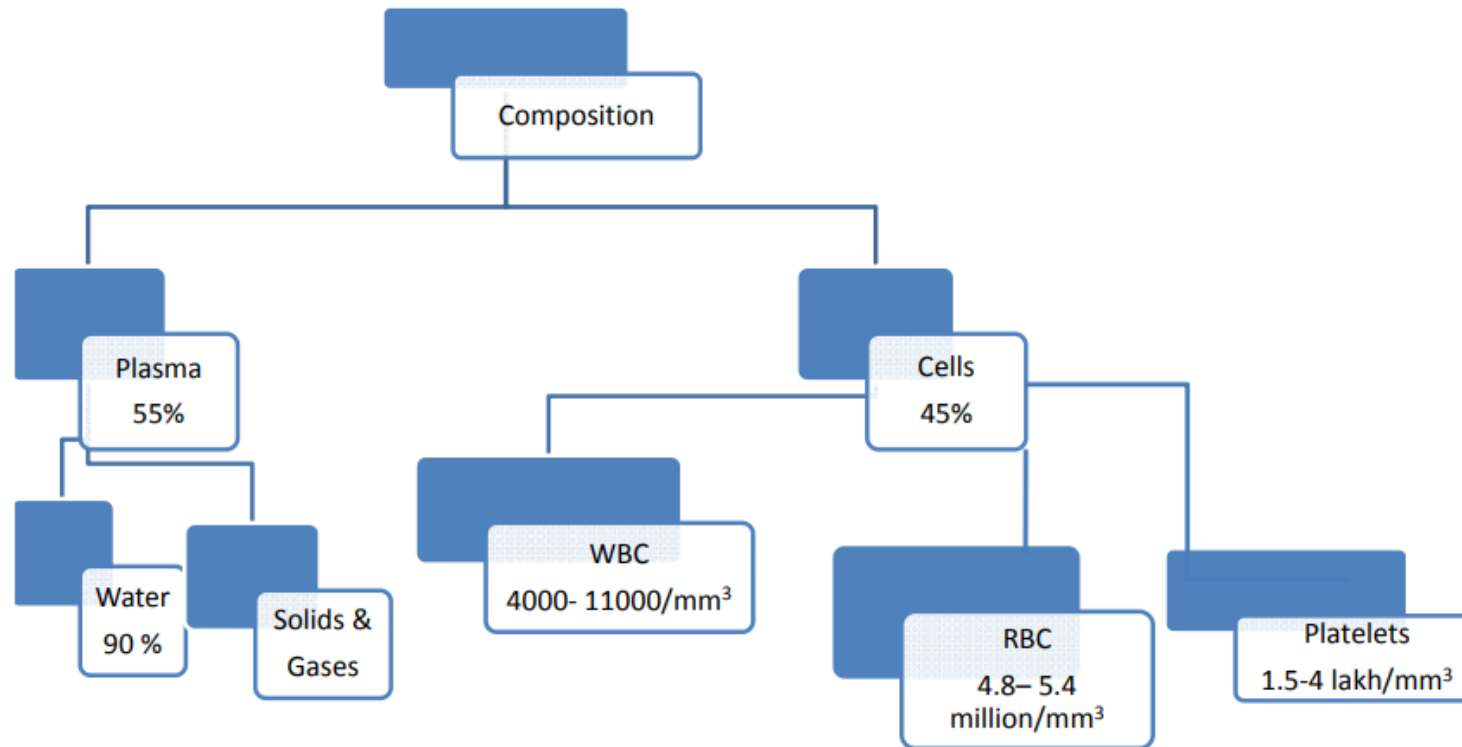 Composition
Plasma
55%
Cells
45%
Water
90 %
Solids &
Gases
WBC
4000- 11000/mm³
RBC
4.8– 5.4
million/mm³
Platelets
1.5-4 lakh/mm³